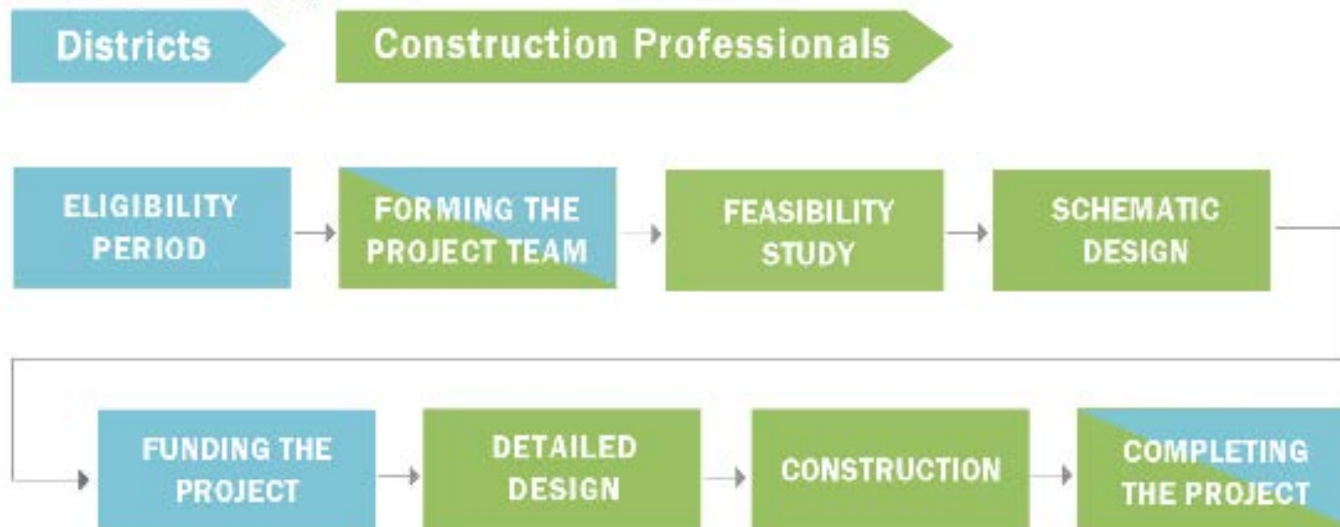 Districts
Construction Professionals
ELIGIBILITY
PERIOD
FORMING THE
PROJECT TEAM
FEASIBILITY
STUDY
SCHEMATIC
DESIGN
FUNDING THE
PROJECT
DETAILED
DESIGN
CONSTRUCTION
COMPLETING
THE PROJECT